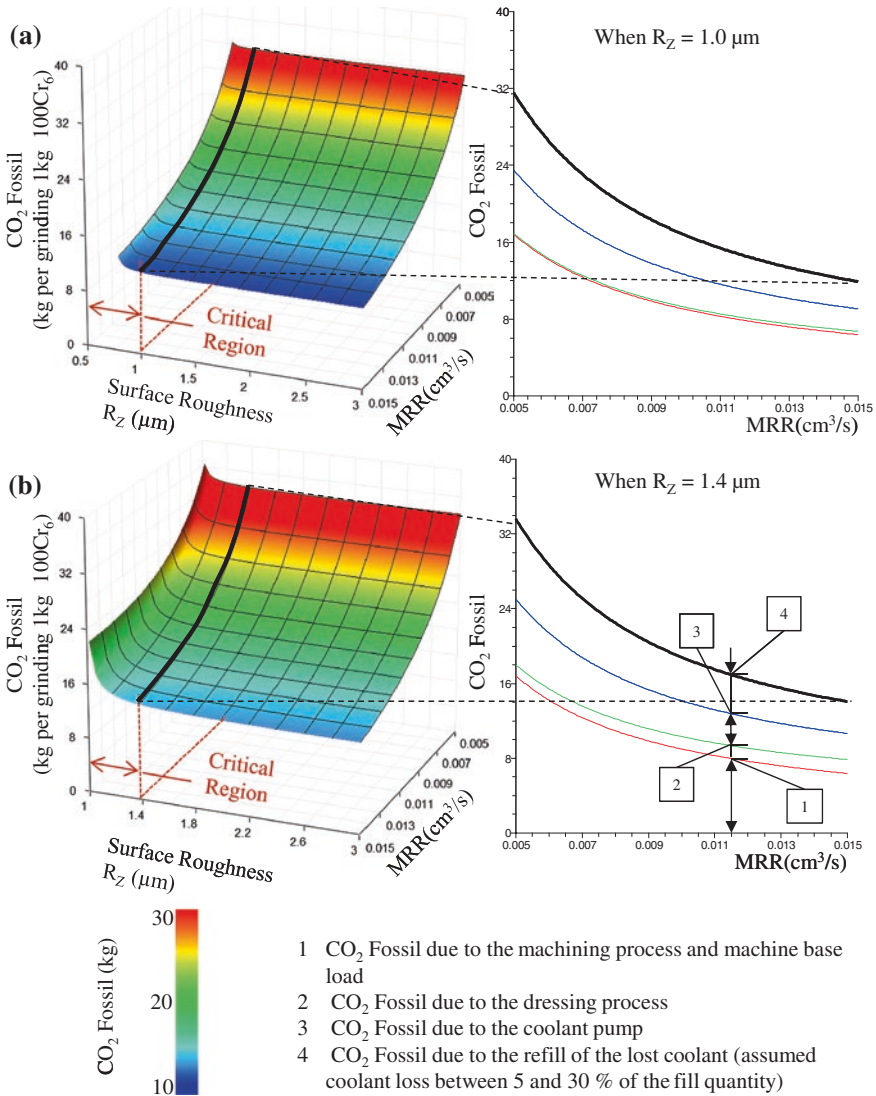 (a)
When R_Z = 1.0 µm
CO₂ Fossil
(kg per grinding 1kg 100Cr₆)
40
32
24
16
8
0
0.5
1
1.5
2
2.5
3
0.015
0.013
0.011
0.009
0.007
0.005
Critical
Region
Surface Roughness
R_Z (µm)
MRR(cm³/s)
CO₂ Fossil
40
32
24
16
8
0
0.005
0.007
0.009
0.011
0.013
0.015
MRR(cm³/s)
(b)
When R_Z = 1.4 µm
CO₂ Fossil
(kg per grinding 1kg 100Cr₆)
40
32
24
16
8
0
1
1.4
1.8
2.2
2.6
3
0.015
0.013
0.011
0.009
0.007
0.005
Critical
Region
Surface Roughness
R_Z (µm)
MRR(cm³/s)
CO₂ Fossil
40
32
24
16
8
0
3
4
2
1
0.005
0.007
0.009
0.011
0.013
0.015
MRR(cm³/s)
CO₂ Fossil (kg)
30
20
10
1 CO₂ Fossil due to the machining process and machine base
load
2 CO₂ Fossil due to the dressing process
3 CO₂ Fossil due to the coolant pump
4 CO₂ Fossil due to the refill of the lost coolant (assumed
coolant loss between 5 and 30 % of the fill quantity)